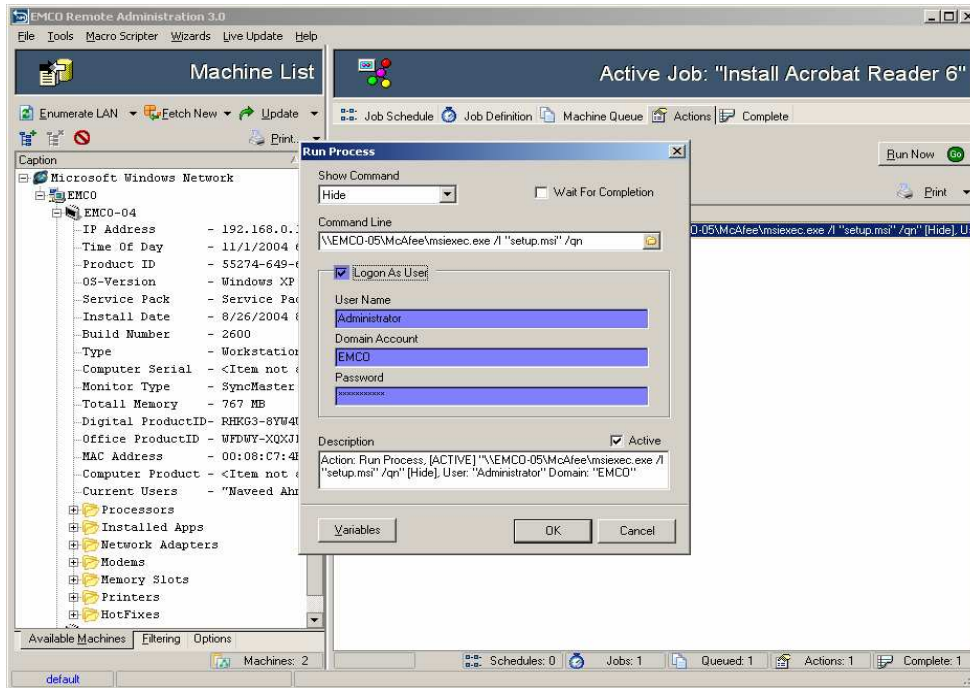 EMCO Remote Administration 3.0
File Tools Macro Scripter Wizards Live Update Help
Machine List
Active Job: "Install Acrobat Reader 6"
Enumerate LAN Fetch New Update
Job Schedule Job Definition Machine Queue Actions Complete
Print..
Caption
Run Now Go
Print
Microsoft Windows Network
EMCO
EMCO-04
IP Address - 192.168.0.
Time Of Day - 11/1/2004
Product ID - 55274-649-
OS-Version - Windows XP
Service Pack - Service Pac
Install Date - 8/26/2004
Build Number - 2600
Type - Workstation
Computer Serial - <Item not
Monitor Type - SyncMaster
Totall Memory - 767 MB
Digital ProductID- RHKG3-8YW4
Office ProductID - WFDWY-XQXJ
MAC Address - 00:08:C7:4
Computer Product - <Item not
Current Users - "Naveed Ah
Processors
Installed Apps
Network Adapters
Modems
Memory Slots
Printers
HotFixes
Available Machines Filtering Options
Machines: 2
default
O-05\McAfee\msiexec.exe /I "setup.msi" /qn" [Hide], U
Run Process
Show Command
Hide
Wait For Completion
Command Line
\\EMCO-05\McAfee\msiexec.exe /I "setup.msi" /qn
Logon As User
User Name
Administrator
Domain Account
EMCO
Password
xxxxxxxxxxx
Description
Active
Action: Run Process, [ACTIVE] "\\EMCO-05\McAfee\msiexec.exe /I
"setup.msi" /qn" [Hide], User: "Administrator" Domain: "EMCO"
Variables
OK
Cancel
Schedules: 0 Jobs: 1 Queued: 1 Actions: 1 Complete: 1